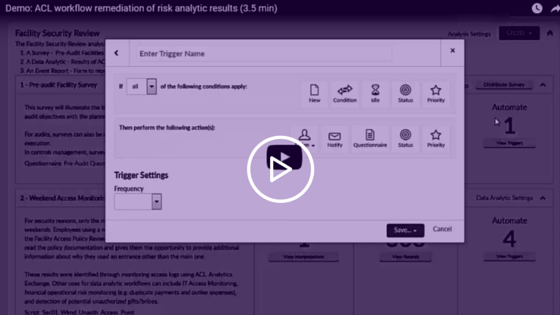 Demo: ACL workflow remediation of risk analytic results (3.5 min)
Facility Security Review
Analysis Settings
The Facility Security Review analys
1. A Survey - Pre-Audit Facilities
2. A Data Analytic - Results of AC
3. An Event Report - Form to repo
Enter Trigger Name
1 - Pre-audit Facility Survey
Distribute Survey
If all of the following conditions apply:
New Condition Idle Status Priority
This survey will illuminate the b
audit objectives with the planne
For audits, surveys can also be u
execution.
In controls management, survey
Questionnaire Pre-Audit Quest
Automate
1
View Triggers
Then perform the following action(s):
Notify Questionnaire Status Priority
Trigger Settings
Frequency
2 - Weekend Access Monitori
Data Analytic Settings
Save... Cancel
For security reasons, only the m
weekends. Employees using a n
the Facility Access Policy Revie
read the policy documentation and gives them the opportunity to provide additional
information about why they used an entrance other than the main one.
Automate
4
View Triggers
View Interpretations
View Records
These results were identified through monitoring access logs using ACL Analytics
Exchange. Other uses for data analytic workflows can include IT Access Monitoring,
financial operational risk monitoring (e.g. duplicate payments and online expenses),
and detection of potential unauthorized gifts/bribes.
Script Sec01_Wknd_Unauth_Access_Point